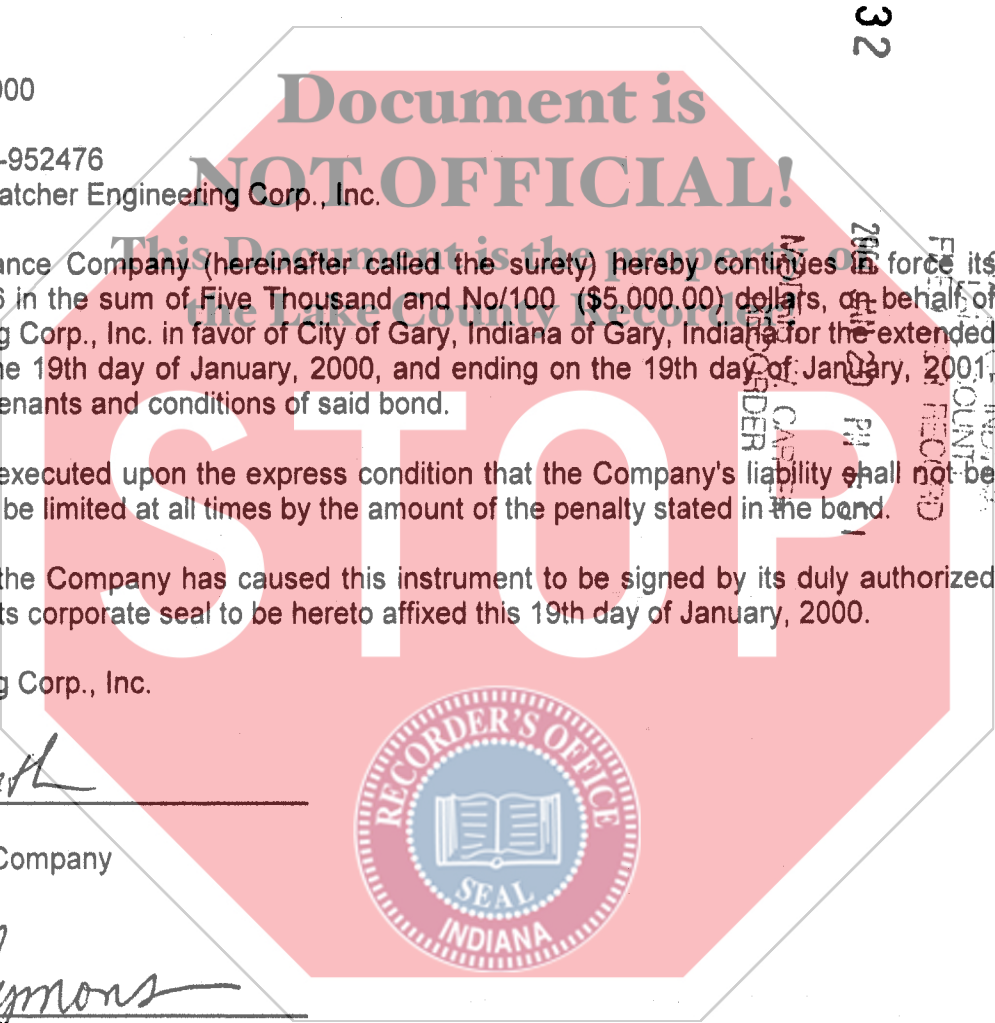 32
000
-952476
atcher Engineering Corp., Inc.
Document is
NOT OFFICIAL!
This Document is the property of
the Lake County Recorder!
ance Company (hereinafter called the surety) hereby continues in force its
6 in the sum of Five Thousand and No/100 ($5,000.00) dollars, on behalf of
g Corp., Inc. in favor of City of Gary, Indiana of Gary, Indiana for the extended
e 19th day of January, 2000, and ending on the 19th day of January, 2001,
enants and conditions of said bond.
executed upon the express condition that the Company's liability shall not be
be limited at all times by the amount of the penalty stated in the bond.
the Company has caused this instrument to be signed by its duly authorized
ts corporate seal to be hereto affixed this 19th day of January, 2000.
STOP
g Corp., Inc.
Company
RECORDER'S OFFICE
SEAL
INDIANA
RECORDER
COUNT
RECORD
PM